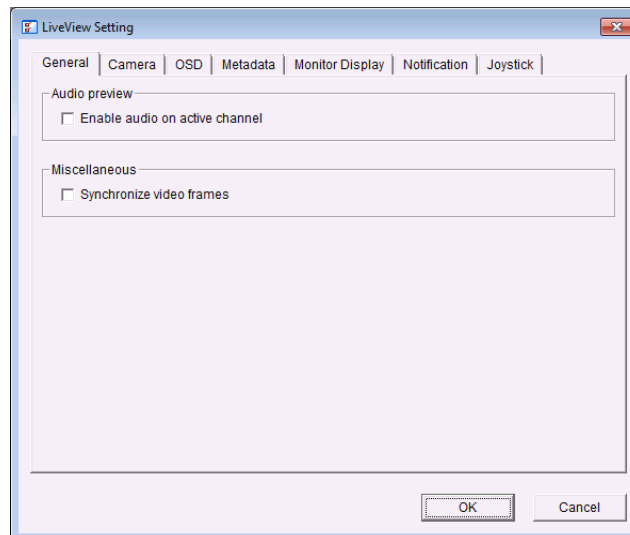 LiveView Setting
General Camera OSD Metadata Monitor Display Notification Joystick
Audio preview
Enable audio on active channel
Miscellaneous
Synchronize video frames
OK Cancel